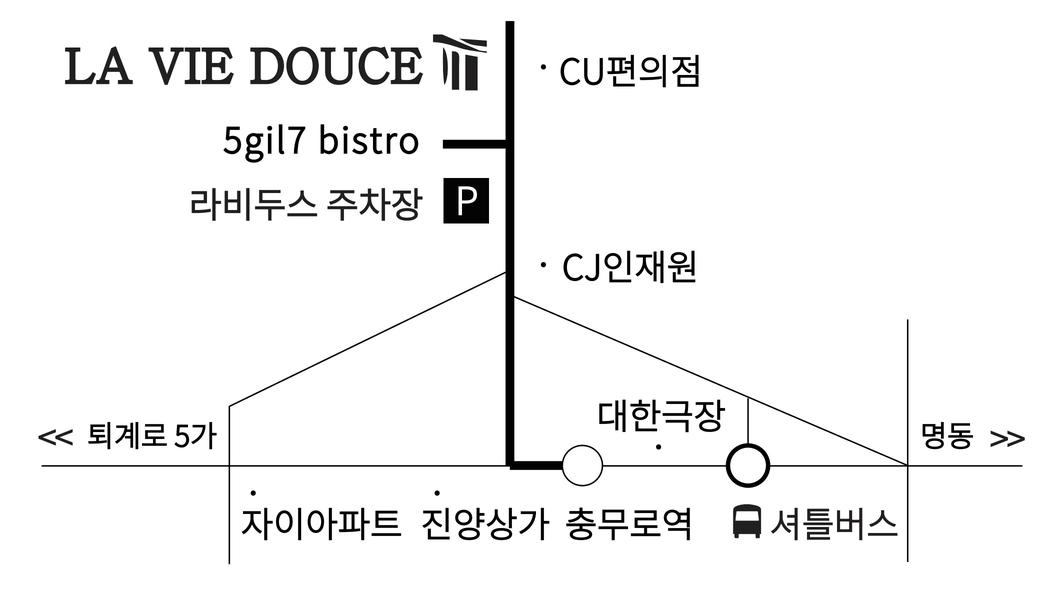 LA VIE DOUCE
· CU편의점
5gil7 bistro
라비두스 주차장 P
· CJ인재원
대한극장
<< 퇴계로 5가
명동 >>
자이아파트
진양상가
충무로역
셔틀버스